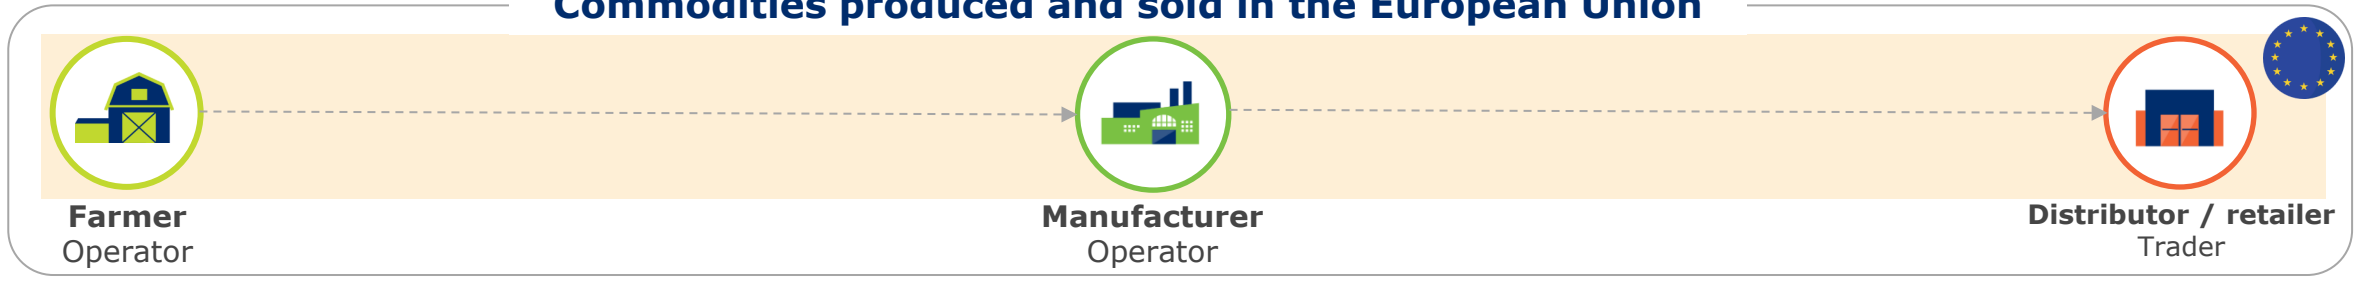 Commodities produced and sold in the European Union
Farmer
Operator
Manufacturer
Operator
Distributor / retailer
Trader